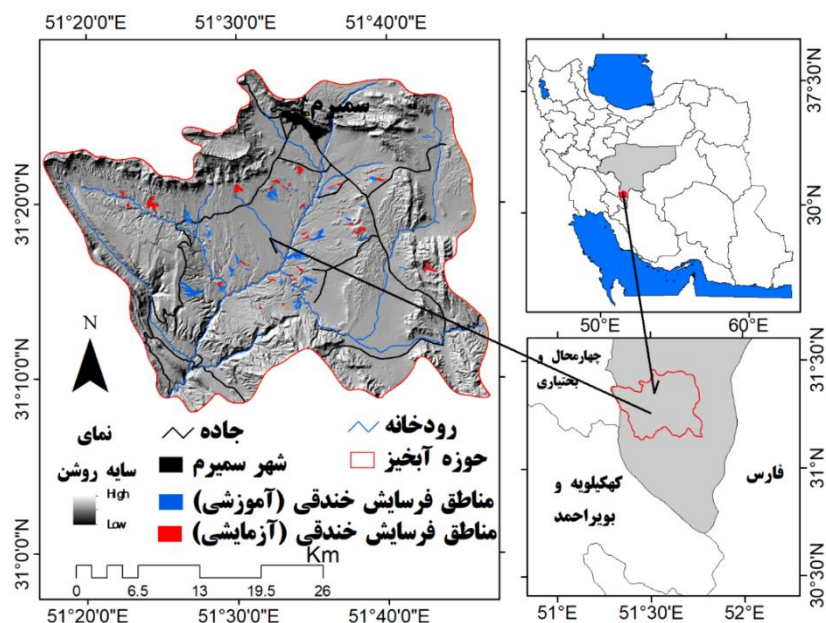 51°20'0"E 51°30'0"E 51°40'0"E
31°20'0"N
31°10'0"N
31°0'0"N
سمیرم
N
نمای
سایه روشن
High
Low
جاده
رودخانه
شهر سمیرم
حوزه آبخیز
مناطق فرسایش خندقی (آموزشی)
مناطق فرسایش خندقی (آزمایشی)
Km
0 6.5 13 19.5 26
51°20'0"E 51°30'0"E 51°40'0"E
37°30'N
30°N
50°E 60°E
چهارمحال و
بختیاری
کهکیلویه و
بویراحمد
فارس
31°30'N
31°N
30°30'N
51°E 51°30'E 52°E